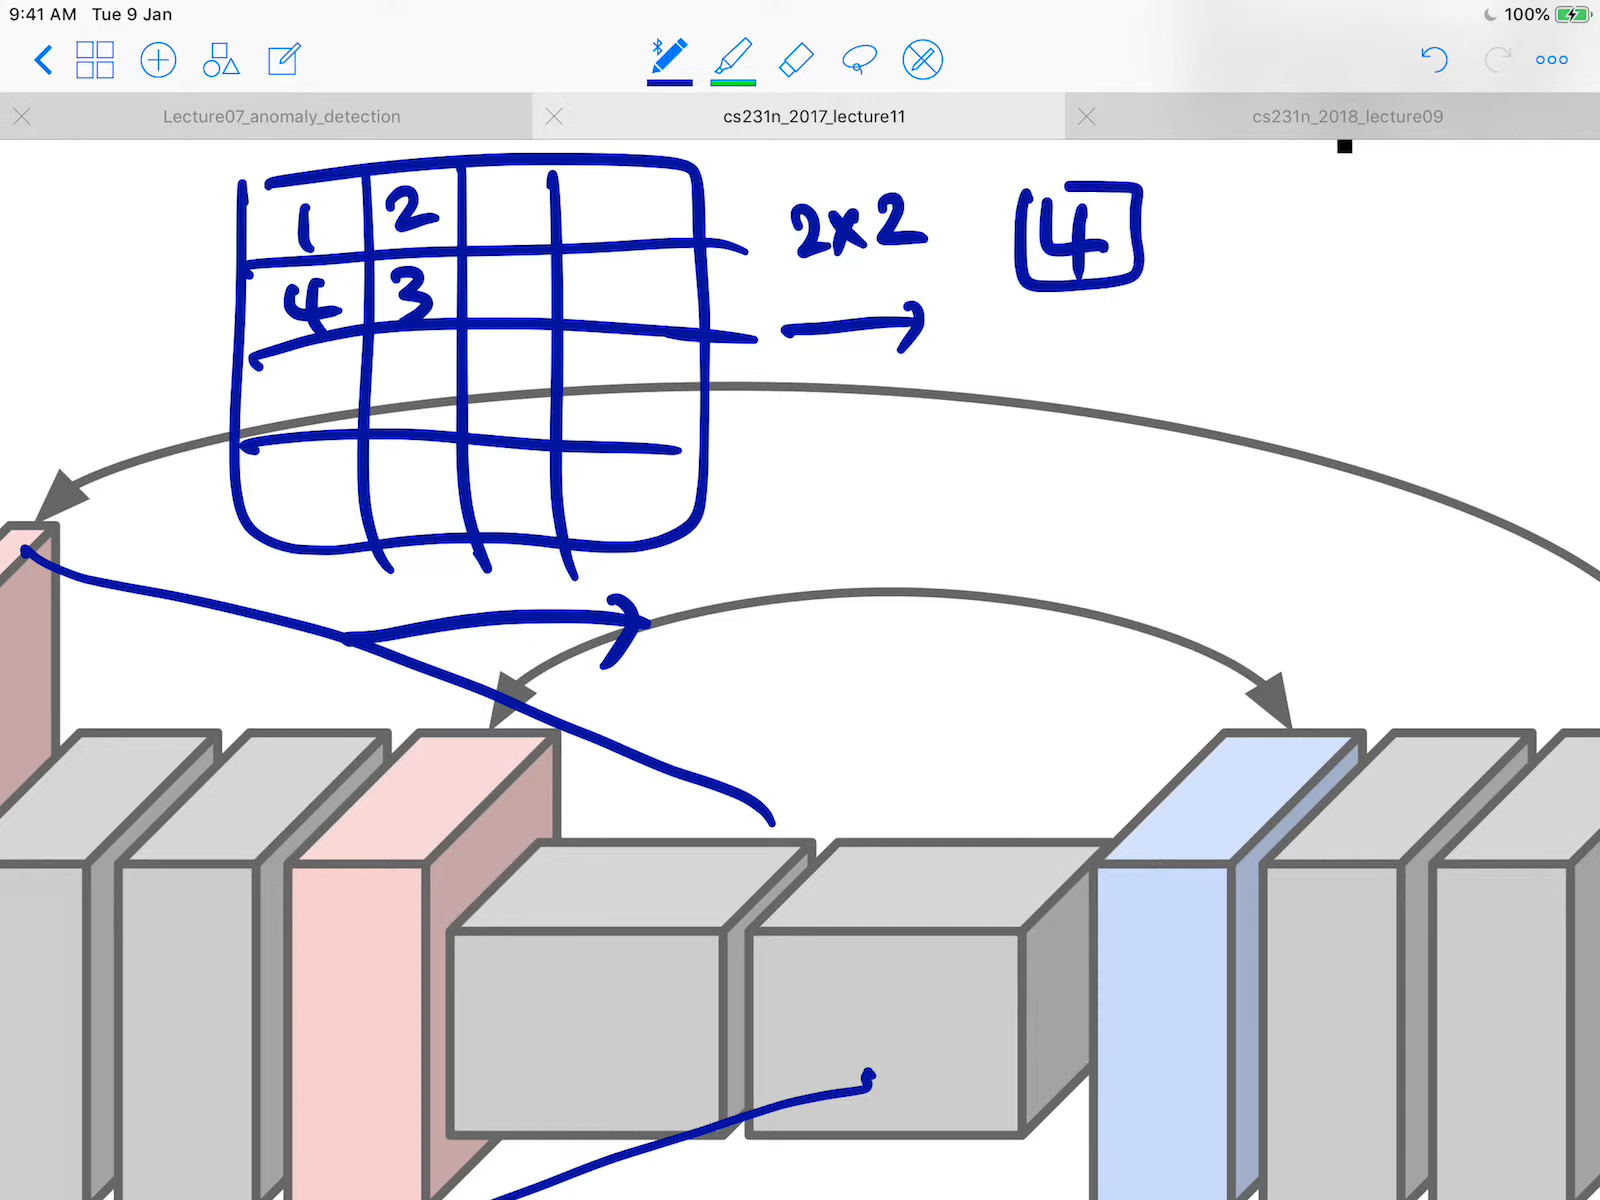 9:41 AM Tue 9 Jan
100%
Lecture07_anomaly_detection
cs231n_2017_lecture11
cs231n_2018_lecture09
1 2
4 3
2x2
4